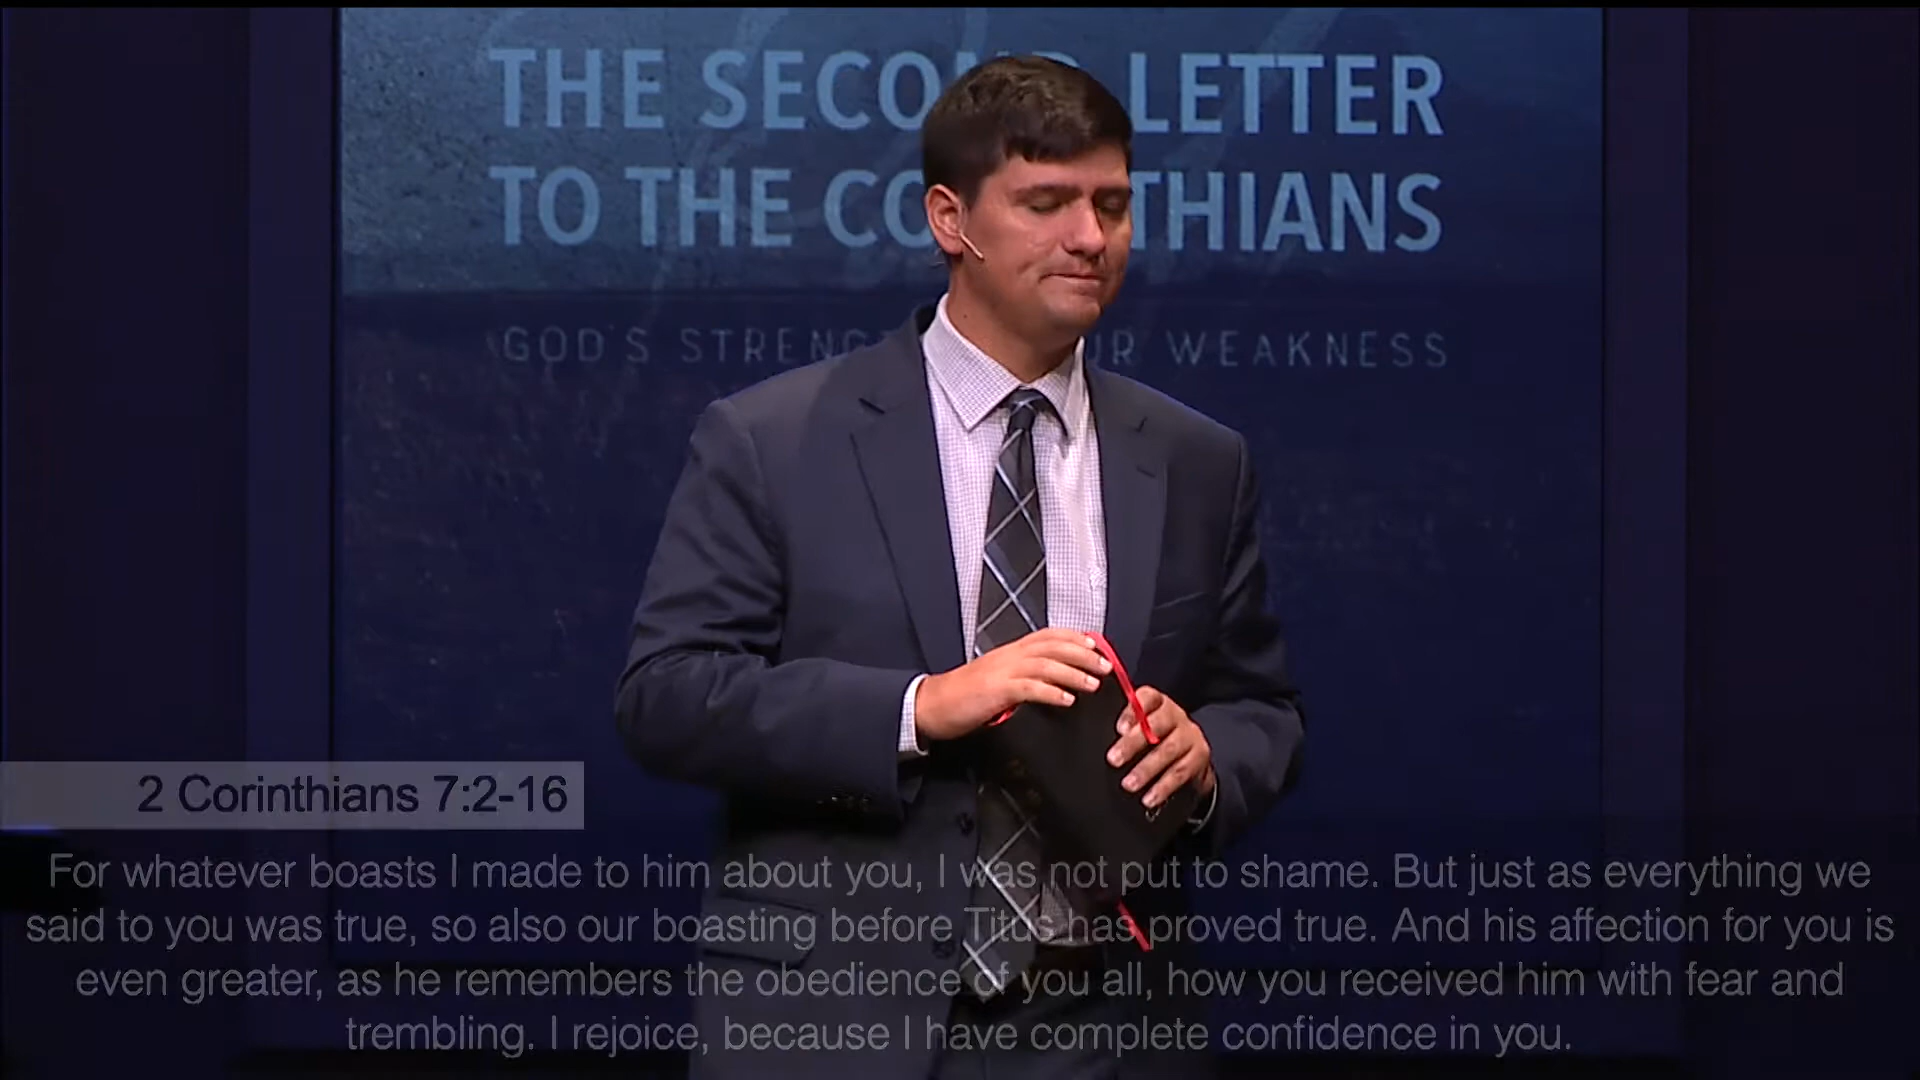 THE SECOND LETTER
TO THE CO THIANS
GOD'S STRENG UR WEAKNESS
2 Corinthians 7:2-16
For whatever boasts I made to him about you, I was not put to shame. But just as everything we
said to you was true, so also our boasting before Titus has proved true. And his affection for you is
even greater, as he remembers the obedience of you all, how you received him with fear and
trembling. I rejoice, because I have complete confidence in you.